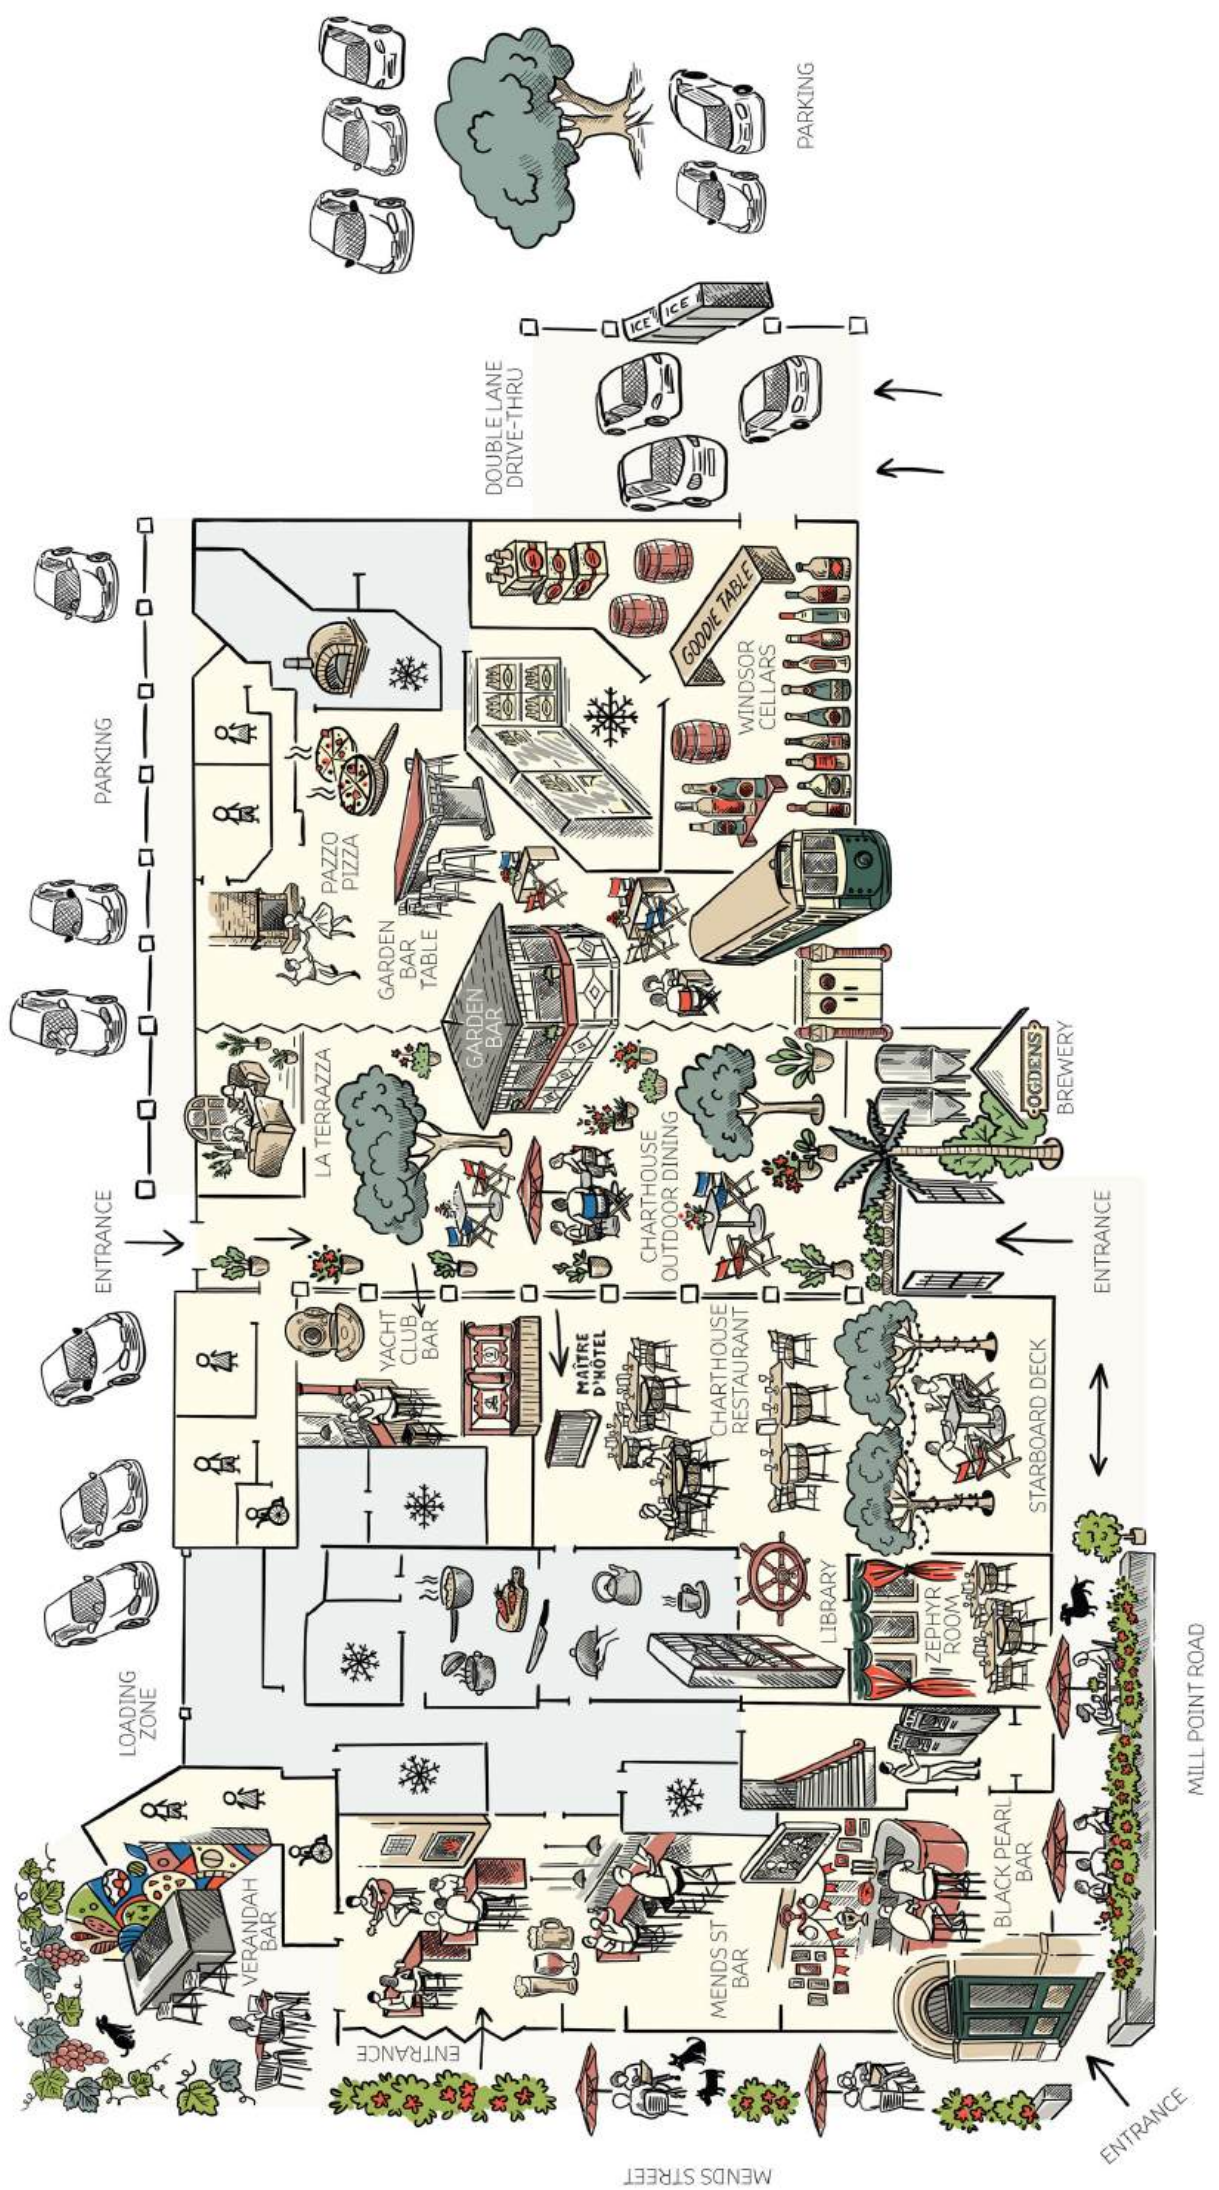 PARKING
ENTRANCE
LOADING
ZONE
PARKING
DOUBLE LANE
DRIVE-THRU
ICE
ICE
PAZZO
PIZZA
GARDEN
BAR
TABLE
GARDEN
BAR
LA TERRAZZA
GOODIE TABLE
WINDSOR
CELLARS
CHARTHOUSE
OUTDOOR DINING
OGDENS
BREWERY
ENTRANCE
YACHT
CLUB
BAR
MAÎTRE
D'HÔTEL
CHARTHOUSE
RESTAURANT
STARBOARD DECK
LIBRARY
ZEPHYR
ROOM
VERANDAH
BAR
ENTRANCE
MENDS ST
BAR
BLACK PEARL
BAR
ENTRANCE
MENDS STREET
MILL POINT ROAD